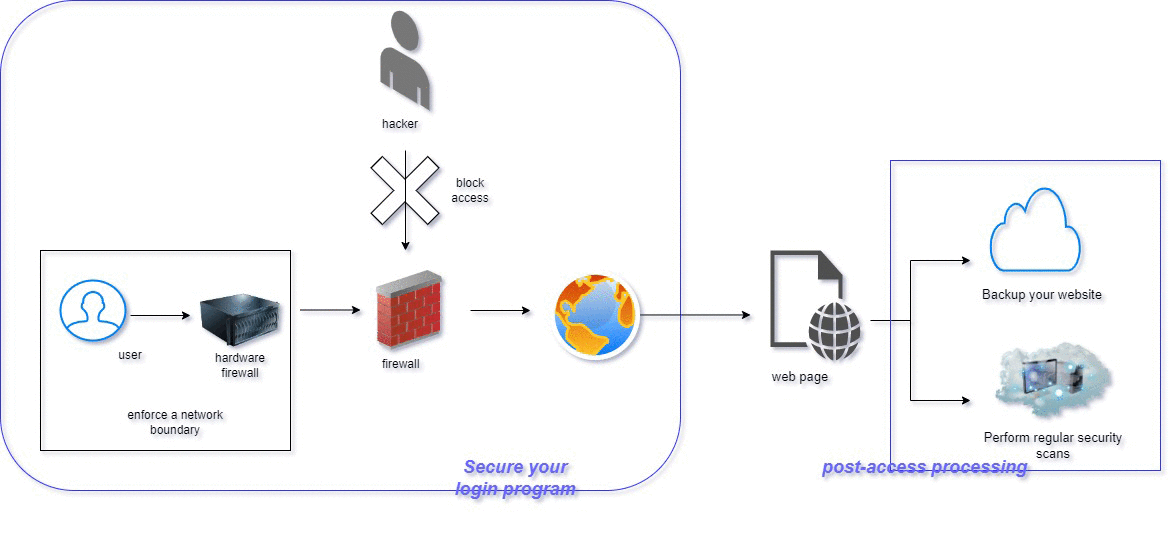 hacker
block
access
user
hardware
firewall
enforce a network
boundary
firewall
web page
Backup your website
Perform regular security
scans
Secure your
login program
post-access processing